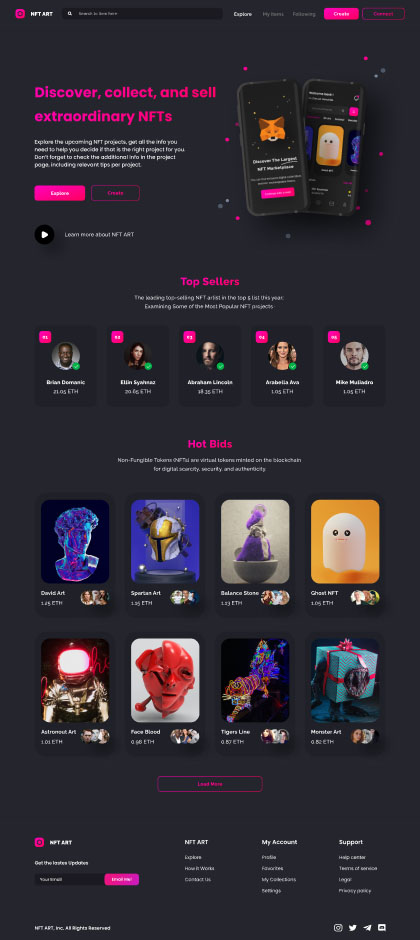 NFT ART
Search to item here
Explore
My Items
Following
Create
Connect
Discover, collect, and sell
extraordinary NFTs
Explore the upcoming NFT projects, get all the info you
need to help you decide if that is the right project for you.
Don't forget to check the additional info in the project
page, including relevant tips per project.
Explore
Create
Learn more about NFT ART
Discover The Largest
NFT Marketplace
Top Sellers
The leading top-selling NFT artist in the top 5 list this year:
Examining Some of the Most Popular NFT projects
01
02
03
04
05
Brian Domanic
Ellin Syahnaz
Abraham Lincoln
Arabella Ava
Mike Muliadro
21.05 ETH
20.05 ETH
18.35 ETH
1.05 ETH
1.05 ETH
Hot Bids
Non-Fungible Tokens (NFTs) are virtual tokens minted on the blockchain
for digital scarcity, security, and authenticity
David Art
Spartan Art
Balance Stone
Ghost NFT
1.25 ETH
1.15 ETH
1.13 ETH
1.05 ETH
Astronout Art
Face Blood
Tigers Line
Monster Art
1.01 ETH
0.98 ETH
0.87 ETH
0.82 ETH
Load More
NFT ART
NFT ART
My Account
Support
Explore
Profile
Help center
Get the lastes Updates
How it Works
Favorites
Terms of service
Your Email
Email Me!
Contact Us
My Collections
Legal
Settings
Privacy policy
NFT ART, Inc. All Rights Reserved